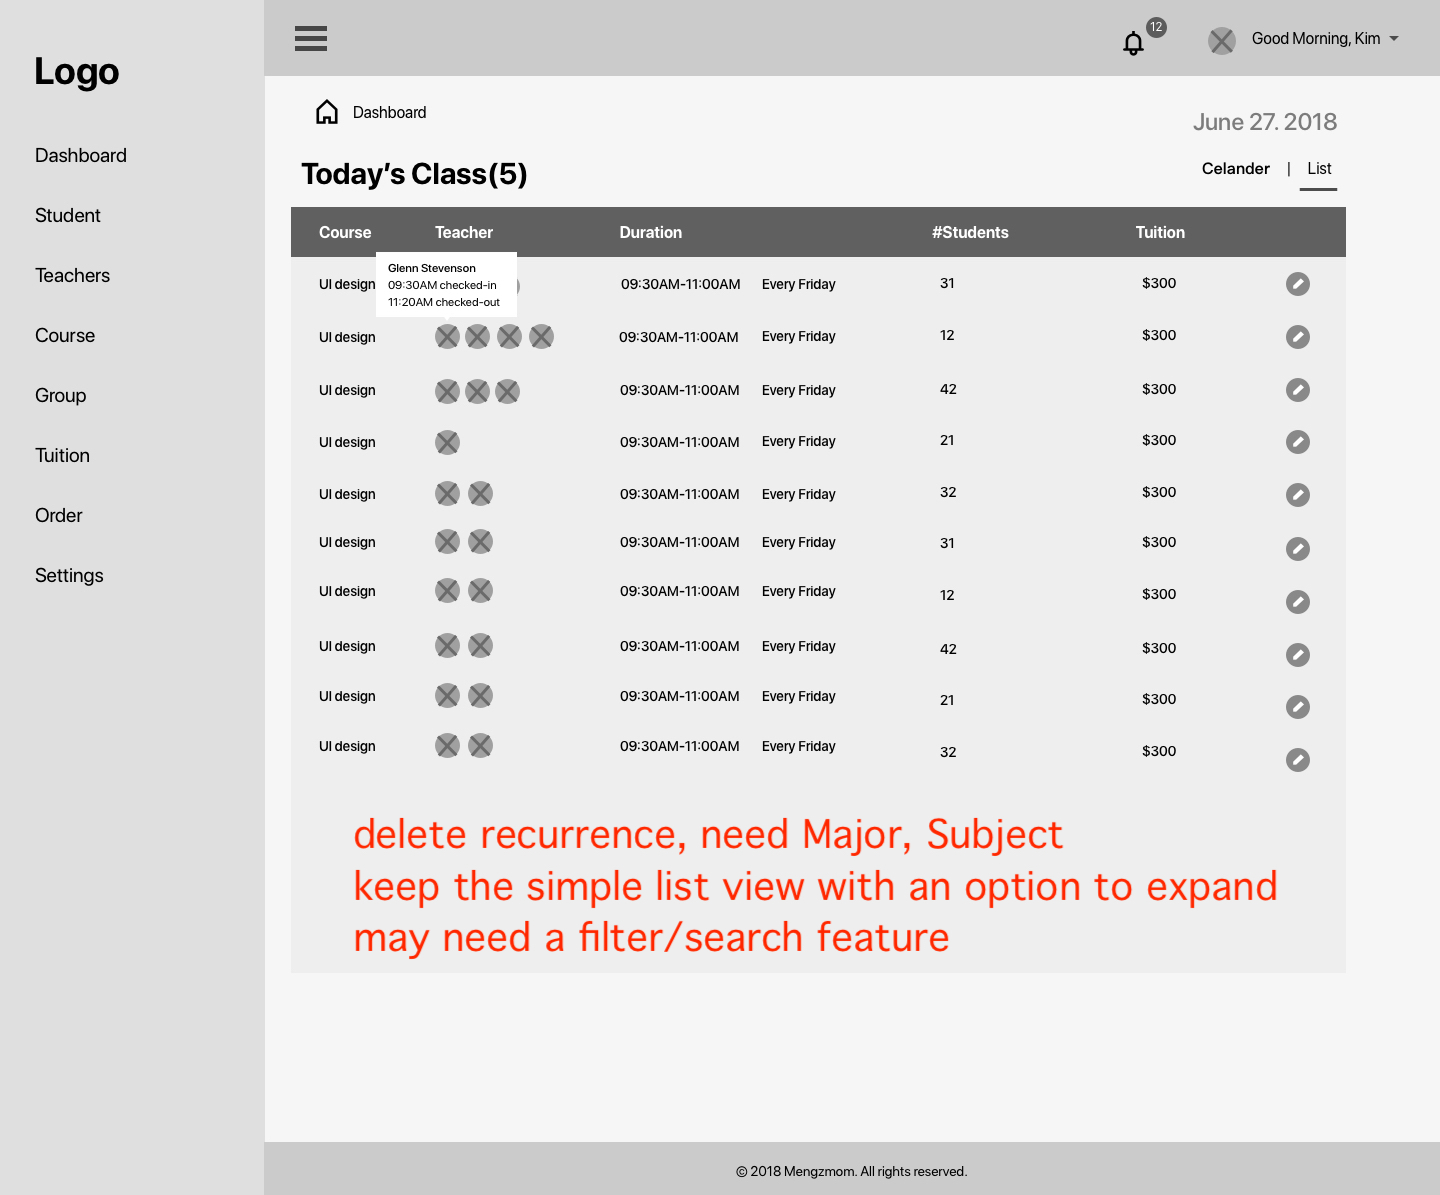 Logo
Dashboard
Student
Teachers
Course
Group
Tuition
Order
Settings
12
Good Morning, Kim
Dashboard
June 27. 2018
Today's Class(5)
Celander | List
Course Teacher Duration #Students Tuition
Glenn Stevenson
09:30AM checked-in
11:20AM checked-out
UI design 09:30AM-11:00AM Every Friday 31 $300
UI design 09:30AM-11:00AM Every Friday 12 $300
UI design 09:30AM-11:00AM Every Friday 42 $300
UI design 09:30AM-11:00AM Every Friday 21 $300
UI design 09:30AM-11:00AM Every Friday 32 $300
UI design 09:30AM-11:00AM Every Friday 31 $300
UI design 09:30AM-11:00AM Every Friday 12 $300
UI design 09:30AM-11:00AM Every Friday 42 $300
UI design 09:30AM-11:00AM Every Friday 21 $300
UI design 09:30AM-11:00AM Every Friday 32 $300
delete recurrence, need Major, Subject
keep the simple list view with an option to expand
may need a filter/search feature
© 2018 Mengzmom. All rights reserved.